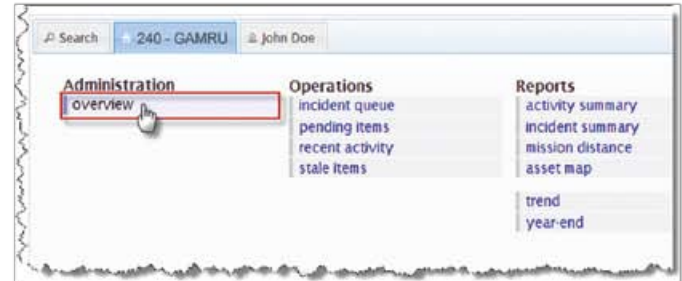 Search
240 - GAMRU
John Doe
Administration
overview
Operations
incident queue
pending items
recent activity
stale items
Reports
activity summary
incident summary
mission distance
asset map
trend
year-end